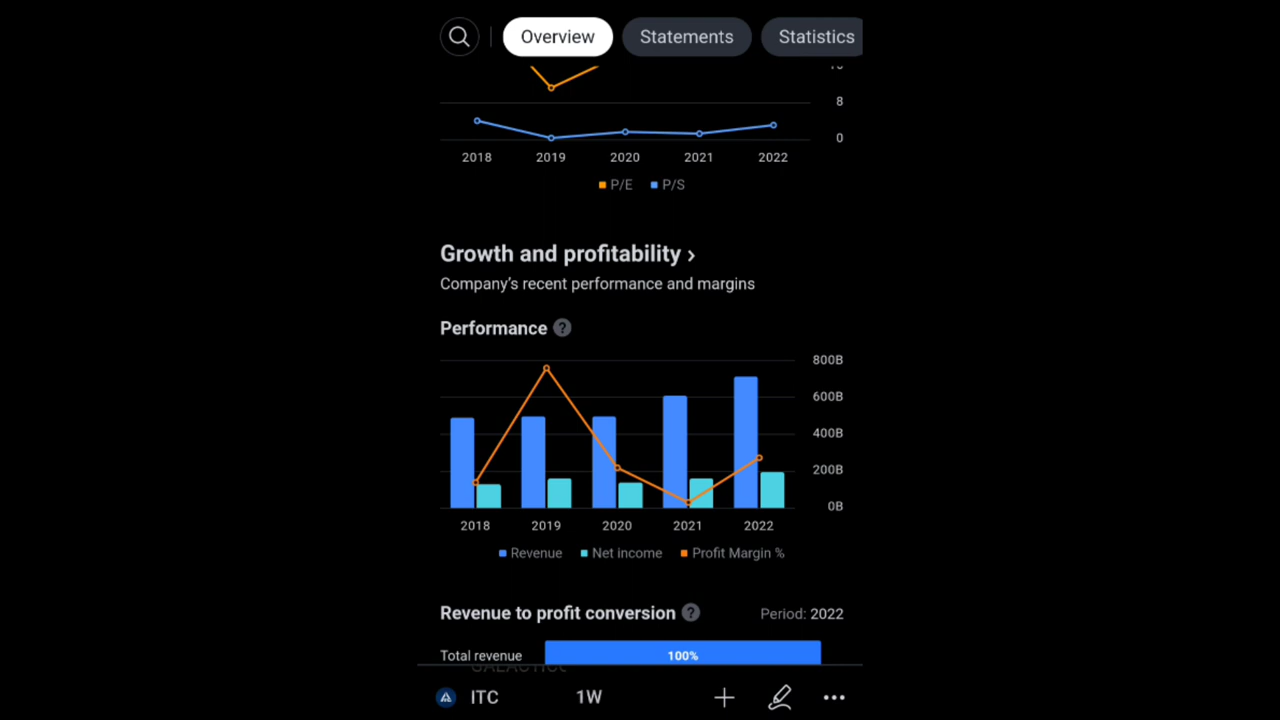 Overview Statements Statistics
8
0
2018 2019 2020 2021 2022
P/E P/S
Growth and profitability ›
Company's recent performance and margins
Performance ?
800B
600B
400B
200B
0B
2018 2019 2020 2021 2022
Revenue Net income Profit Margin %
Revenue to profit conversion ? Period: 2022
Total revenue 100%
ITC 1W